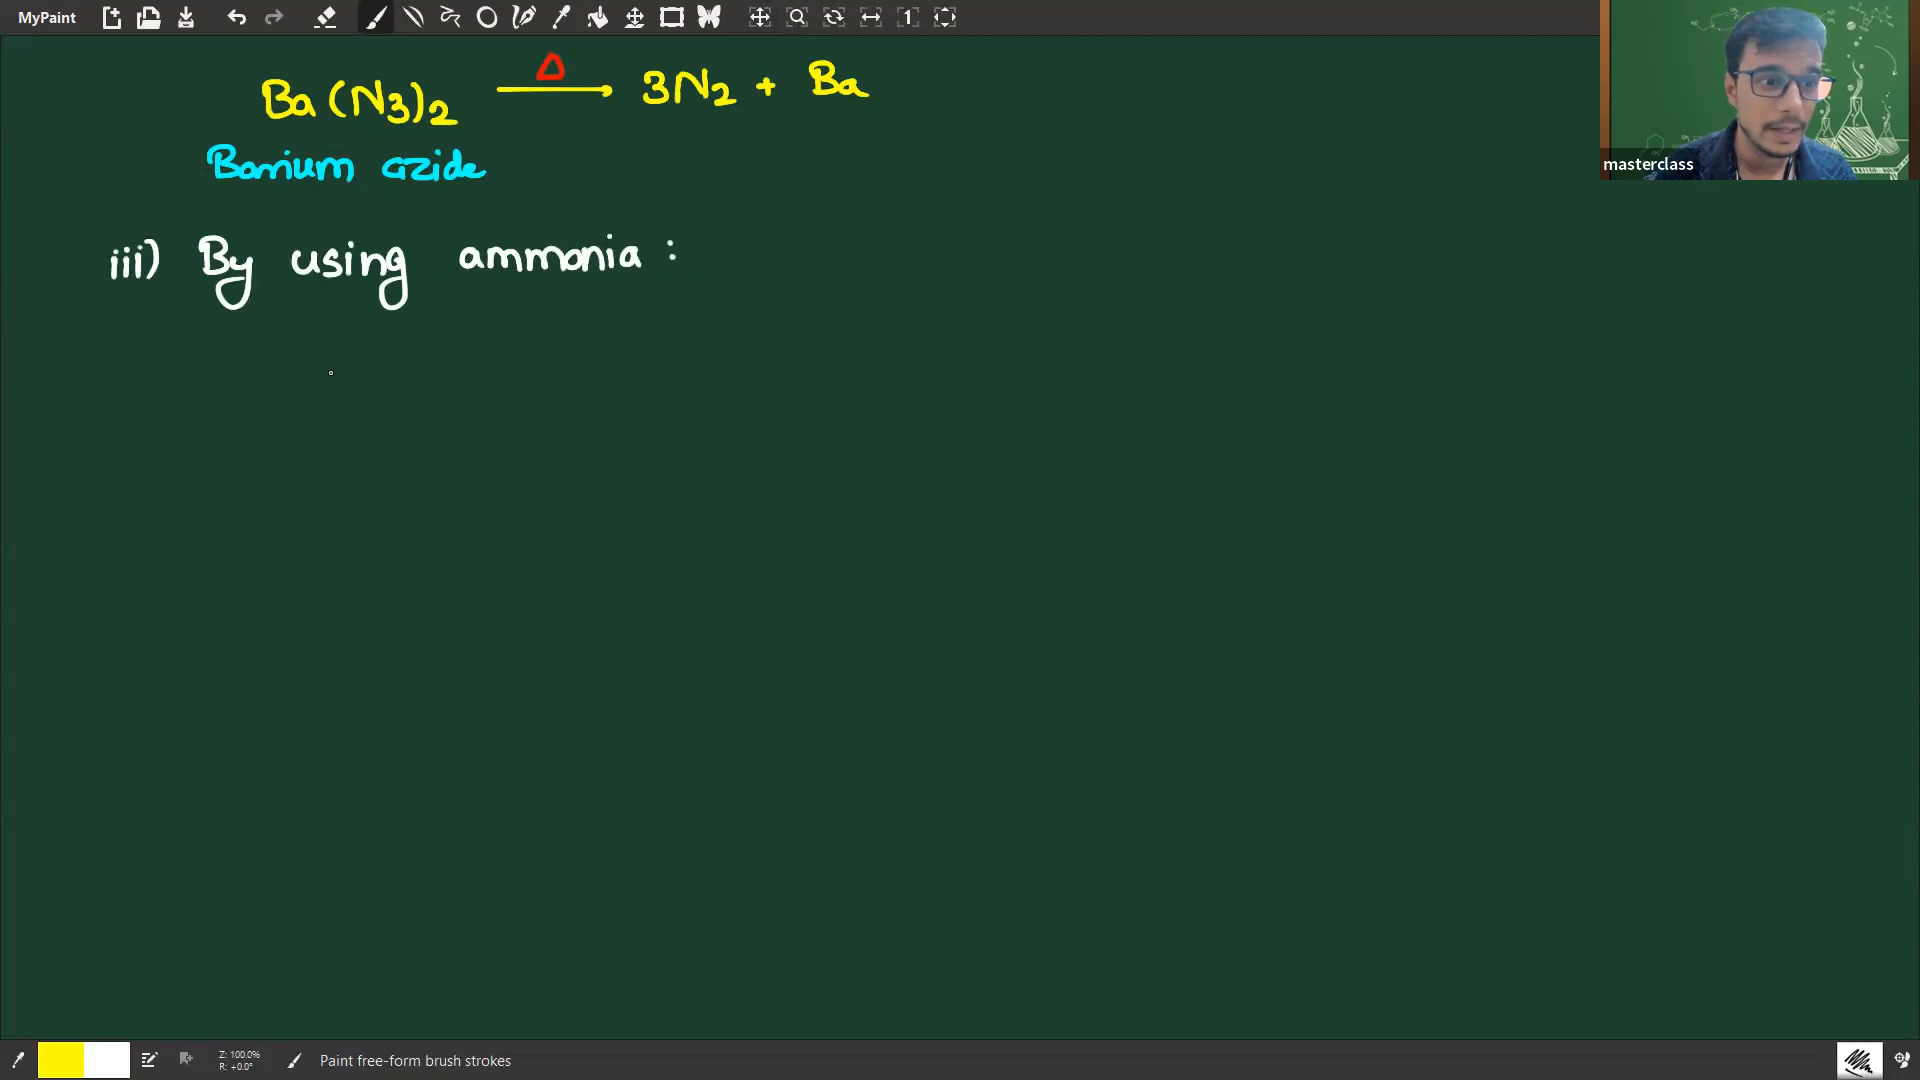 MyPaint
Ba(N3)2 Δ⟶ 3N2 + Ba
Barium azide
masterclass
iii) By using ammonia :
Z: 100.0%
R: +0.0°
Paint free-form brush strokes